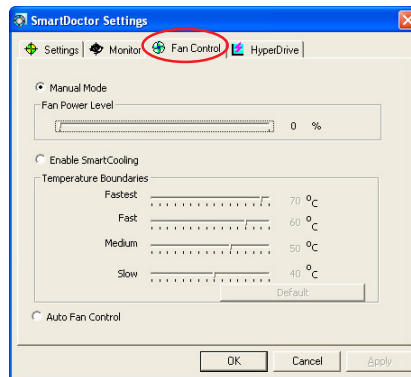 SmartDoctor Settings
Settings Monitor Fan Control HyperDrive
Manual Mode
Fan Power Level
0 %
Enable SmartCooling
Temperature Boundaries
Fastest 70 °C
Fast 60 °C
Medium 50 °C
Slow 40 °C
Default
Auto Fan Control
OK Cancel Apply